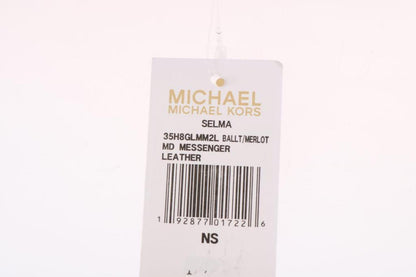 MICHAEL
MICHAEL KORS
SELMA
35H8GLMM2L BALLT/MERLOT
MD MESSENGER
LEATHER
1 92877 01722 6
NS